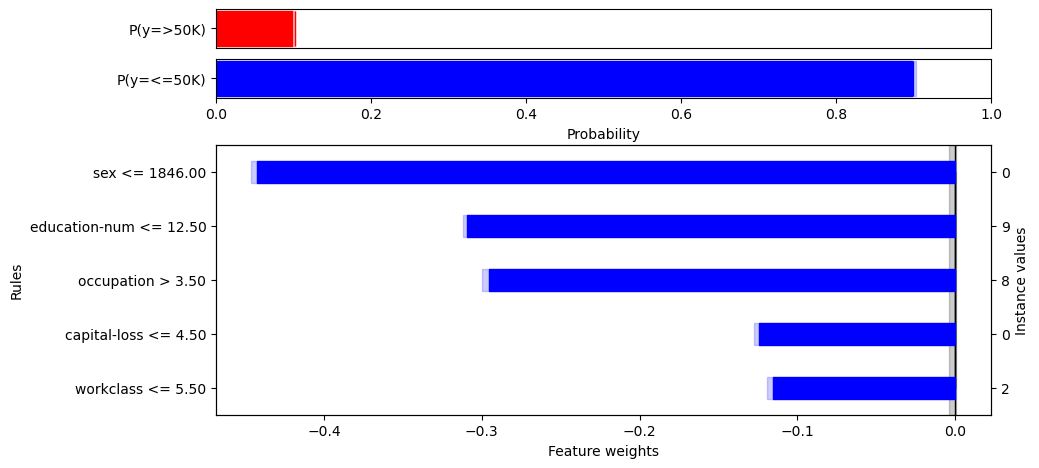 P(y=>50K)
P(y=<=50K)
0.0 0.2 0.4 0.6 0.8 1.0
Probability
sex <= 1846.00 0
education-num <= 12.50 9
occupation > 3.50 8
capital-loss <= 4.50 0
workclass <= 5.50 2
Rules
Instance values
−0.4 −0.3 −0.2 −0.1 0.0
Feature weights